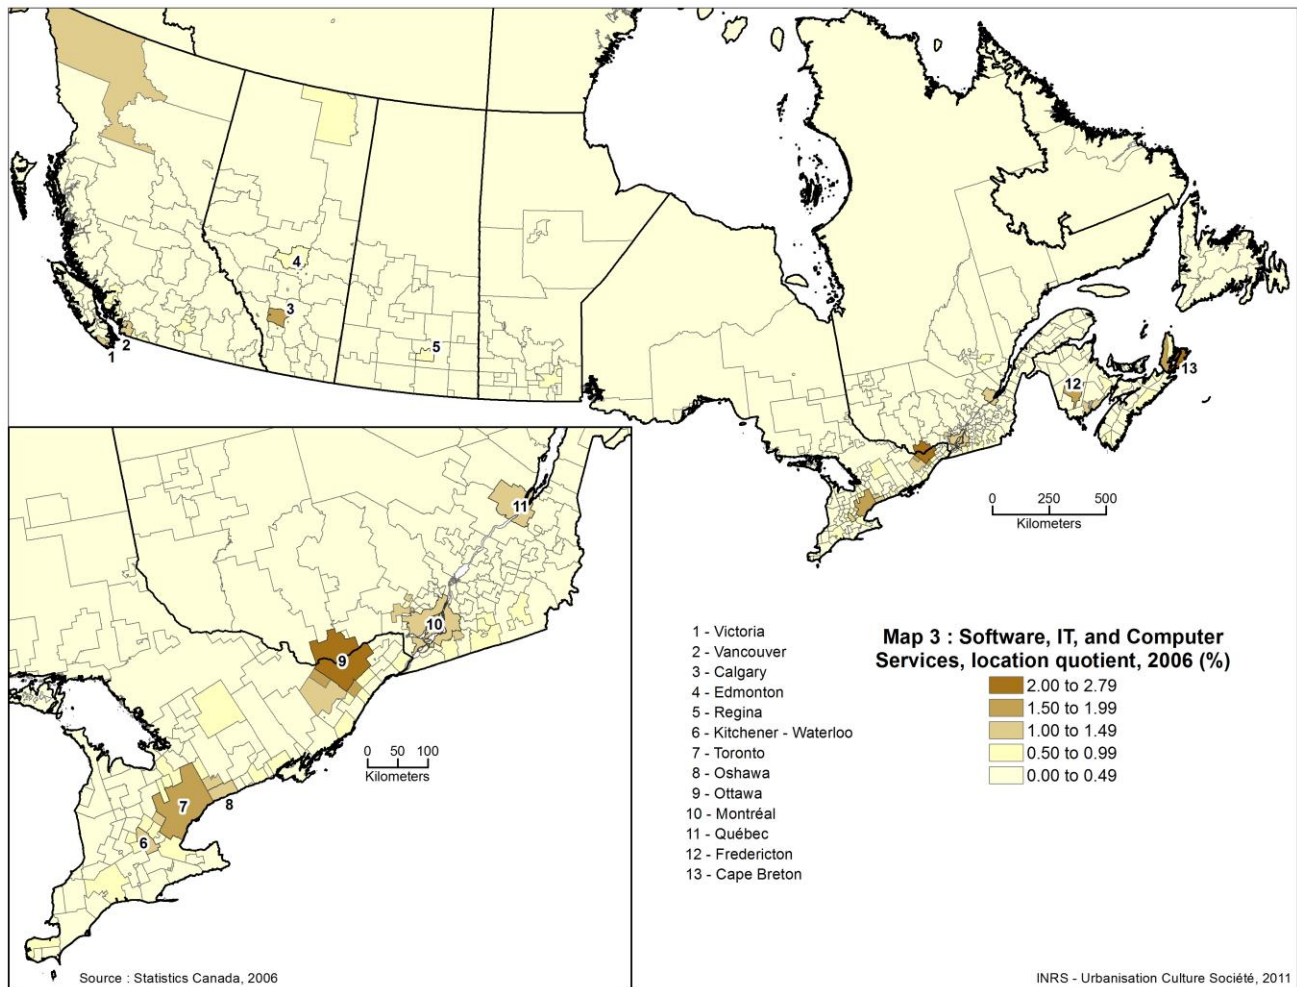 4
3
5
1
2
12
13
0 250 500
Kilometers
11
10
9
0 50 100
Kilometers
7
8
6
1 - Victoria
2 - Vancouver
3 - Calgary
4 - Edmonton
5 - Regina
6 - Kitchener - Waterloo
7 - Toronto
8 - Oshawa
9 - Ottawa
10 - Montréal
11 - Québec
12 - Fredericton
13 - Cape Breton
Map 3 : Software, IT, and Computer
Services, location quotient, 2006 (%)
2.00 to 2.79
1.50 to 1.99
1.00 to 1.49
0.50 to 0.99
0.00 to 0.49
Source : Statistics Canada, 2006
INRS - Urbanisation Culture Société, 2011